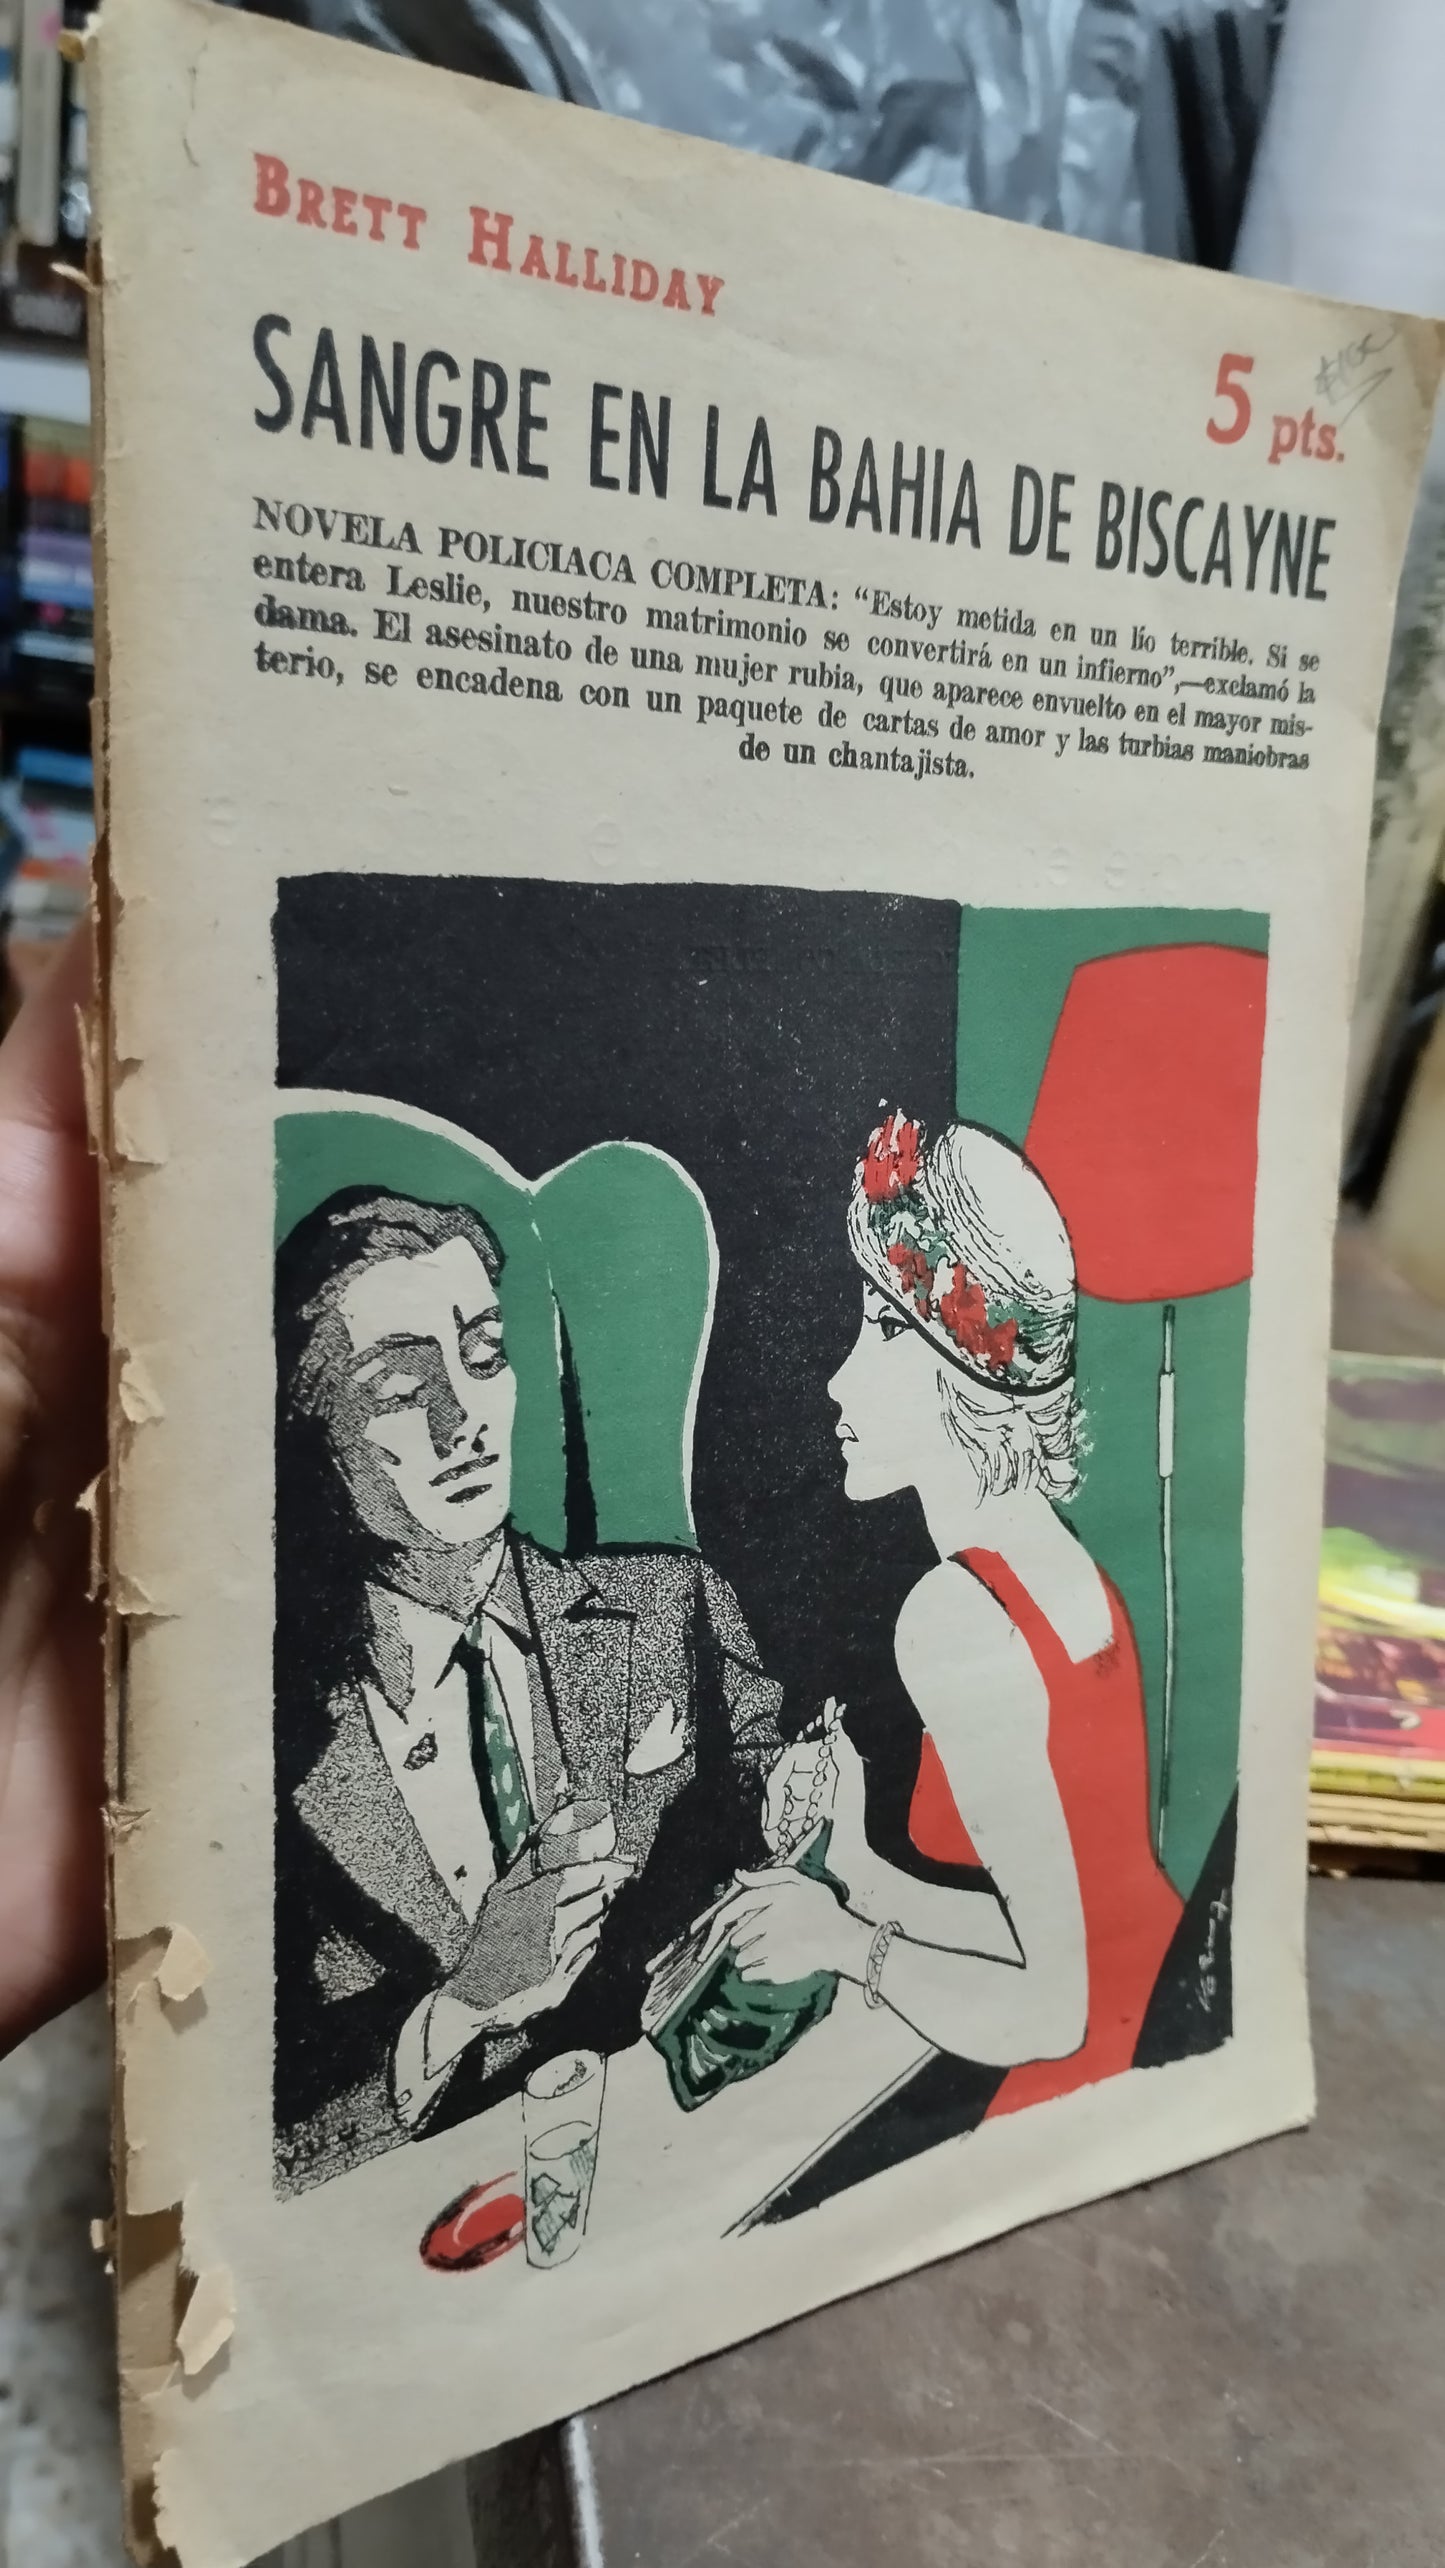 BRETT HALLIDAY
5 pts.
SANGRE EN LA BAHIA DE BISCAYNE
NOVELA POLICIACA COMPLETA: “Estoy metida en un lío terrible. Si se
entera Leslie, nuestro matrimonio se convertirá en un infierno”,—exclamó la
dama. El asesinato de una mujer rubia, que aparece envuelto en el mayor mis-
terio, se encadena con un paquete de cartas de amor y las turbias maniobras
de un chantajista.